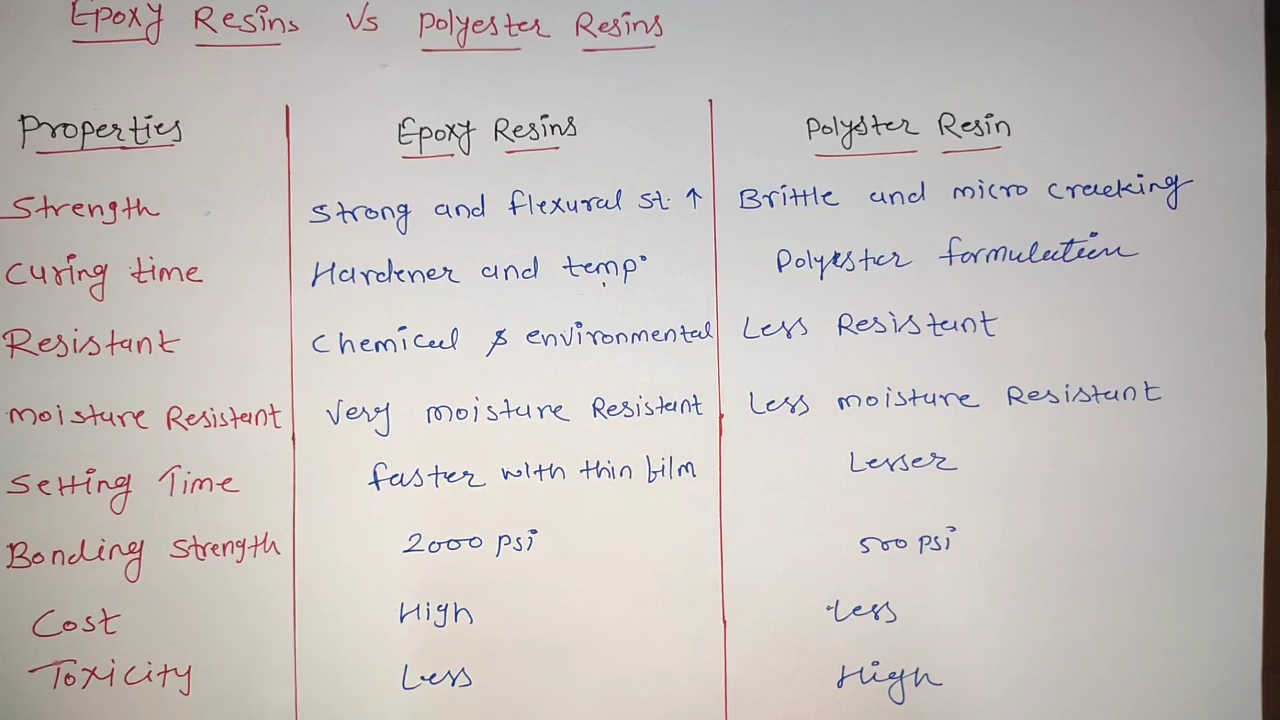 Epoxy Resins Vs Polyester Resins
Properties Epoxy Resins Polyster Resin
Strength Strong and flexural st. ↑ Brittle and micro cracking
Curing time Hardener and temp° Polyester formulation
Resistant Chemical & environmental Less Resistant
Moisture Resistant Very moisture Resistant Less moisture Resistant
Setting Time faster with thin film Lesser
Bonding Strength 2000 psi 500 psi
Cost High Less
Toxicity Less High